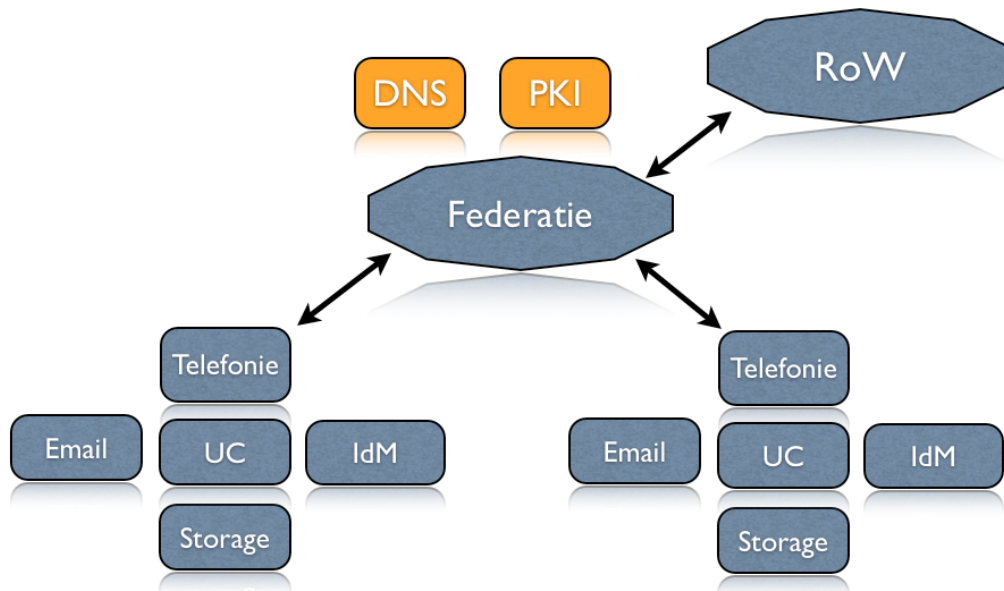 RoW
DNS
PKI
Federatie
Telefonie
Email
UC
IdM
Storage
Telefonie
Email
UC
IdM
Storage